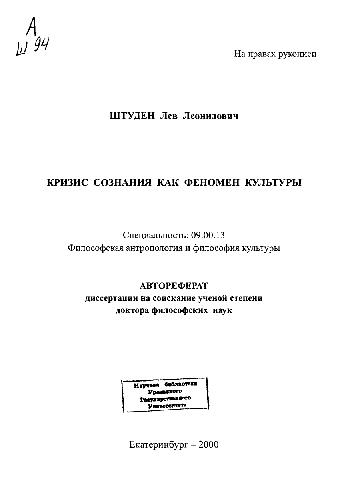 А
Ш 94
На правах рукописи
ШТУДЕН Лев Леонидович
КРИЗИС СОЗНАНИЯ КАК ФЕНОМЕН КУЛЬТУРЫ
Специальность: 09.00.13
Философская антропология и философия культуры
АВТОРЕФЕРАТ
диссертации на соискание ученой степени
доктора философских наук
Научная библиотека
Уральского
Государственного
Университета
Екатеринбург – 2000